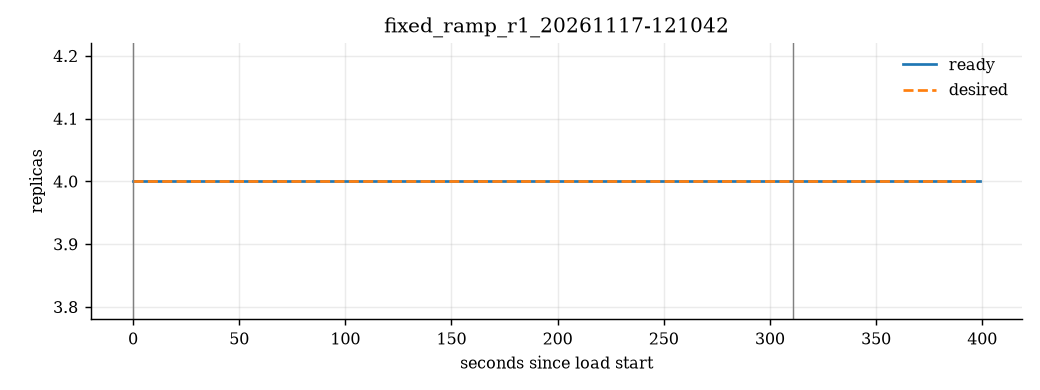 fixed_ramp_r1_20261117-121042
4.2
4.1
4.0
3.9
3.8
replicas
ready
desired
0 50 100 150 200 250 300 350 400
seconds since load start